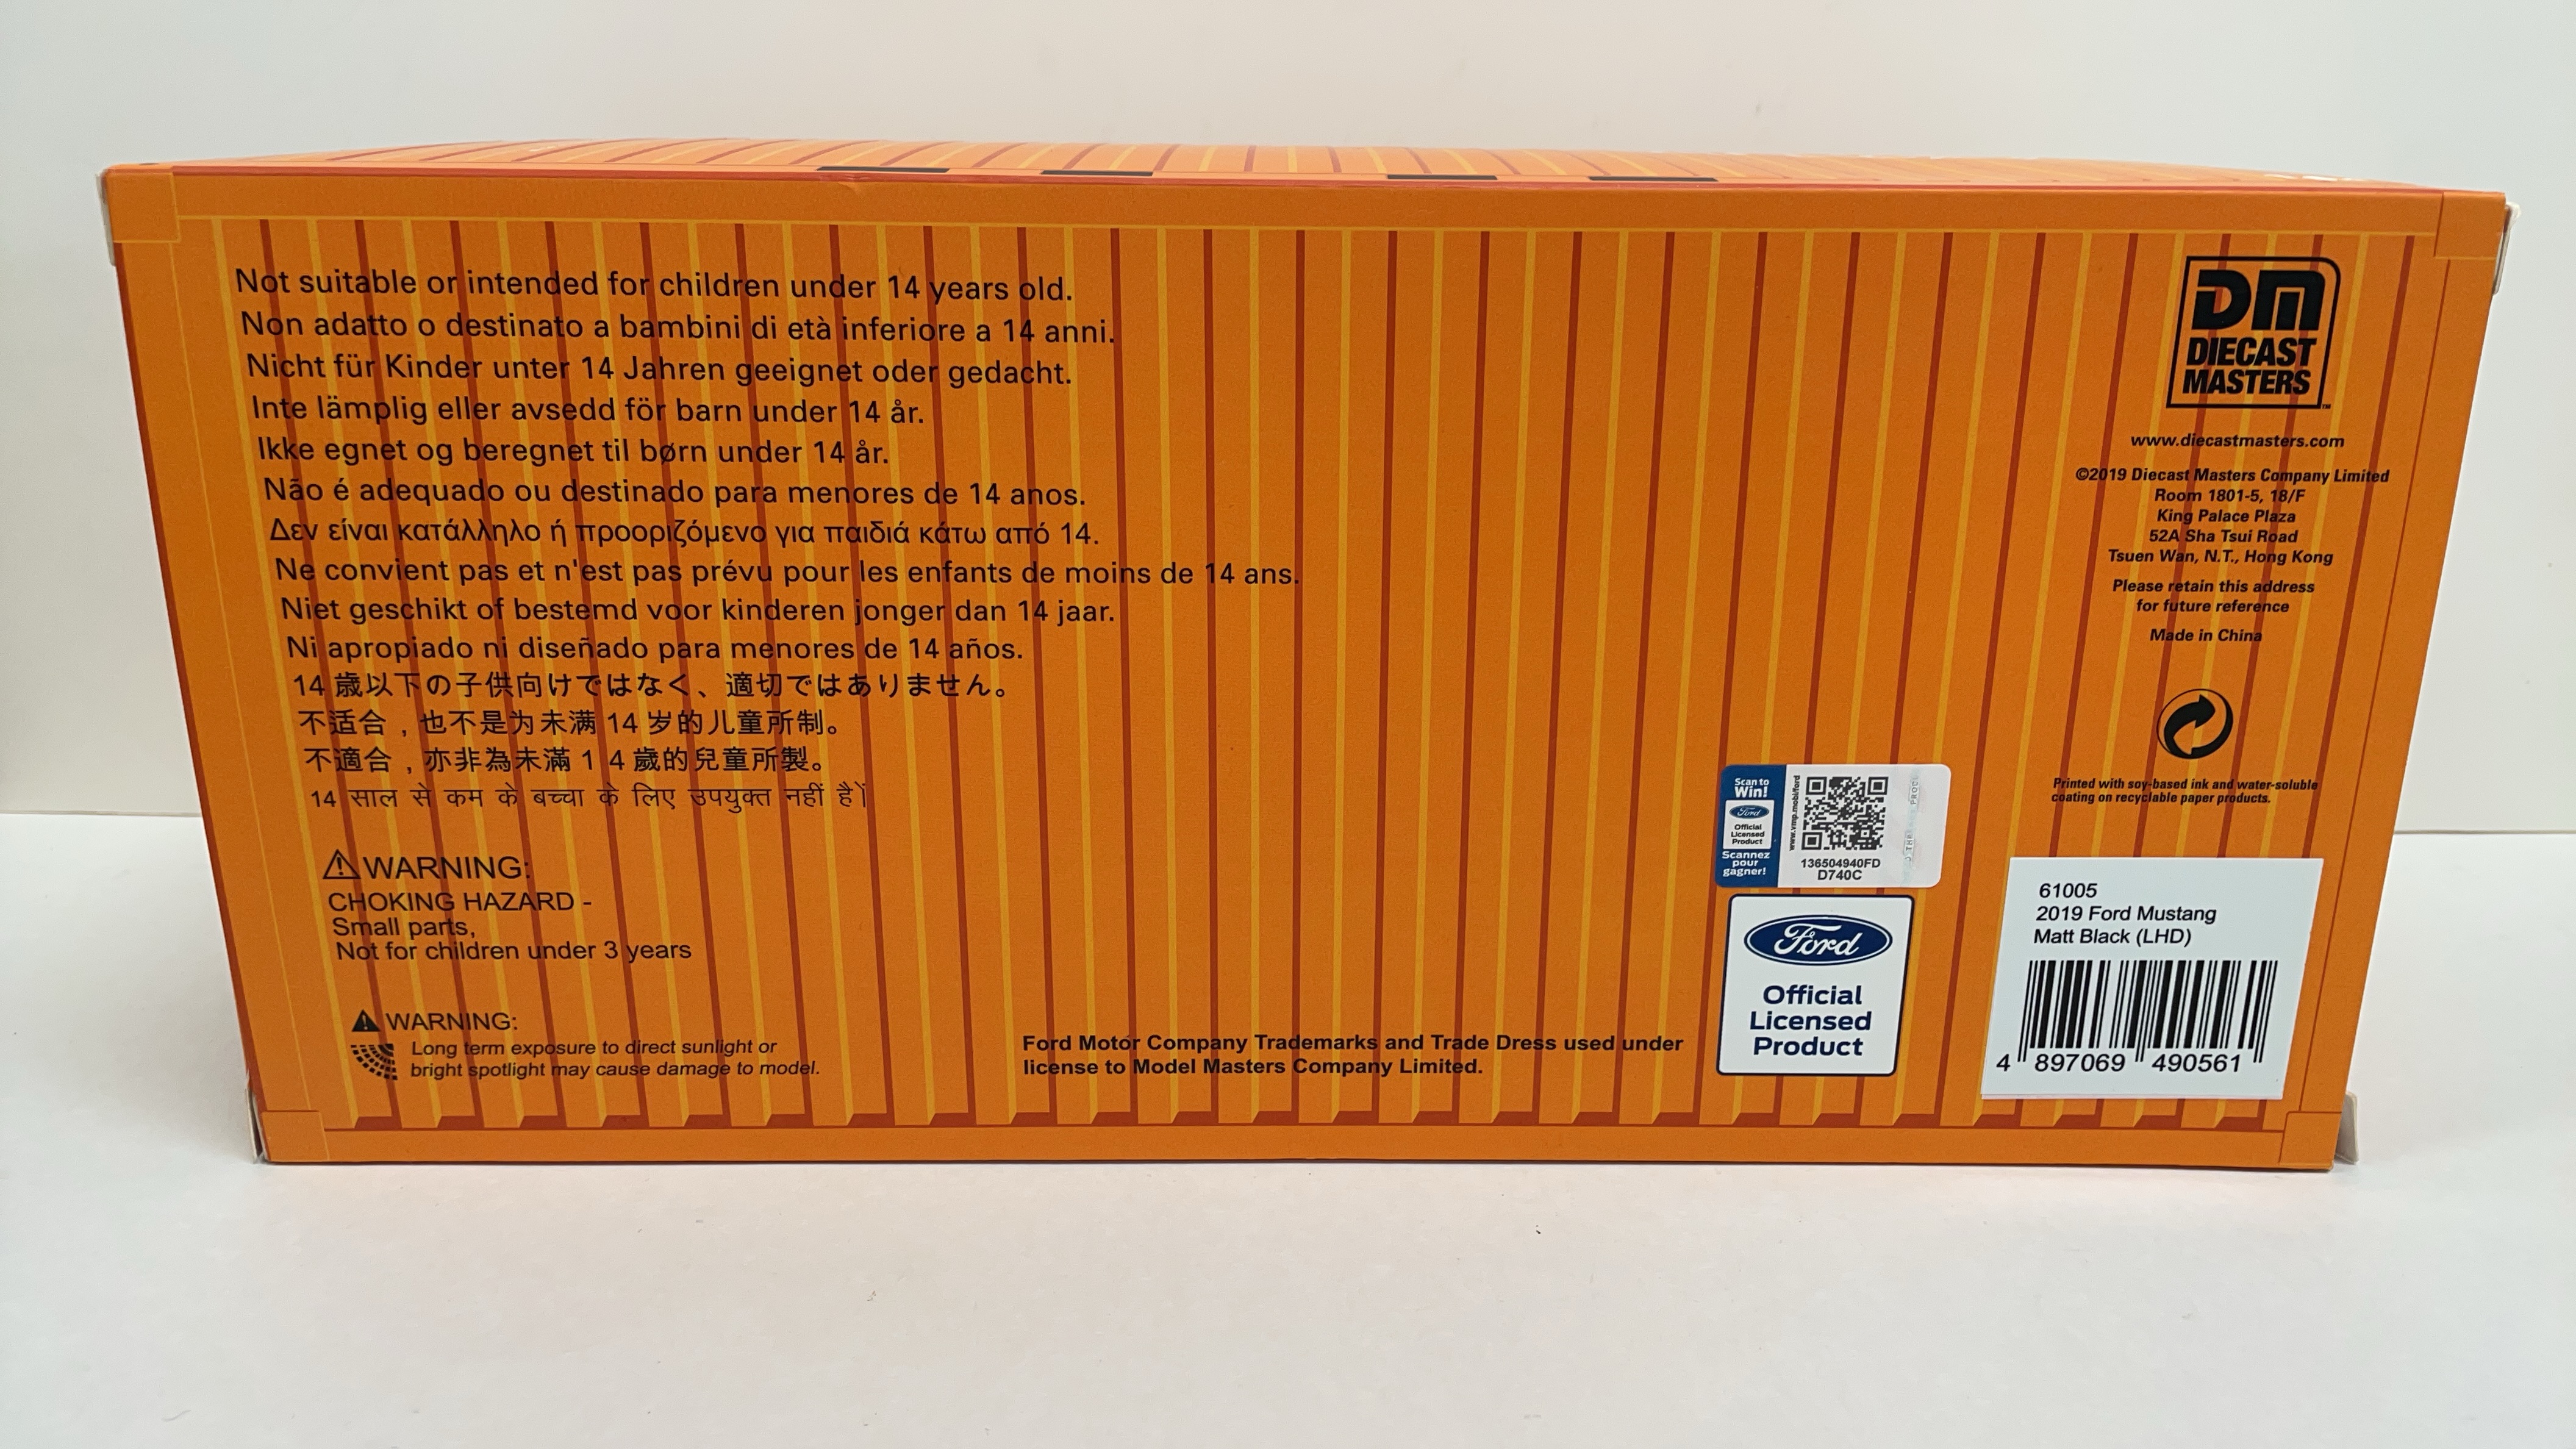 Not suitable or intended for children under 14 years old.
Non adatto o destinato a bambini di età inferiore a 14 anni.
Nicht für Kinder unter 14 Jahren geeignet oder gedacht.
Inte lämplig eller avsedd för barn under 14 år.
Ikke egnet og beregnet til børn under 14 år.
Não é adequado ou destinado para menores de 14 anos.
Δεν είναι κατάλληλο ή προοριζόμενο για παιδιά κάτω από 14.
Ne convient pas et n'est pas prévu pour les enfants de moins de 14 ans.
Niet geschikt of bestemd voor kinderen jonger dan 14 jaar.
Ni apropiado ni diseñado para menores de 14 años.
14 歳以下の子供向けではなく、適切ではありません。
不适合，也不是为未满 14 岁的儿童所制。
不適合，亦非為未滿 1 4 歲的兒童所製。
14 साल से कम के बच्चा के लिए उपयुक्त नहीं है।
WARNING:
CHOKING HAZARD -
Small parts,
Not for children under 3 years
WARNING:
Long term exposure to direct sunlight or
bright spotlight may cause damage to model.
Ford Motor Company Trademarks and Trade Dress used under
license to Model Masters Company Limited.
Scan to
Win!
Ford
Official
Licensed
Product
Scannez
pour
gagner!
www.vmp.mobi/ford
136504940FD
D740C
Ford
Official
Licensed
Product
DM
DIECAST
MASTERS
™
www.diecastmasters.com
©2019 Diecast Masters Company Limited
Room 1801-5, 18/F
King Palace Plaza
52A Sha Tsui Road
Tsuen Wan, N.T., Hong Kong
Please retain this address
for future reference
Made in China
Printed with soy-based ink and water-soluble
coating on recyclable paper products.
61005
2019 Ford Mustang
Matt Black (LHD)
4 897069 490561